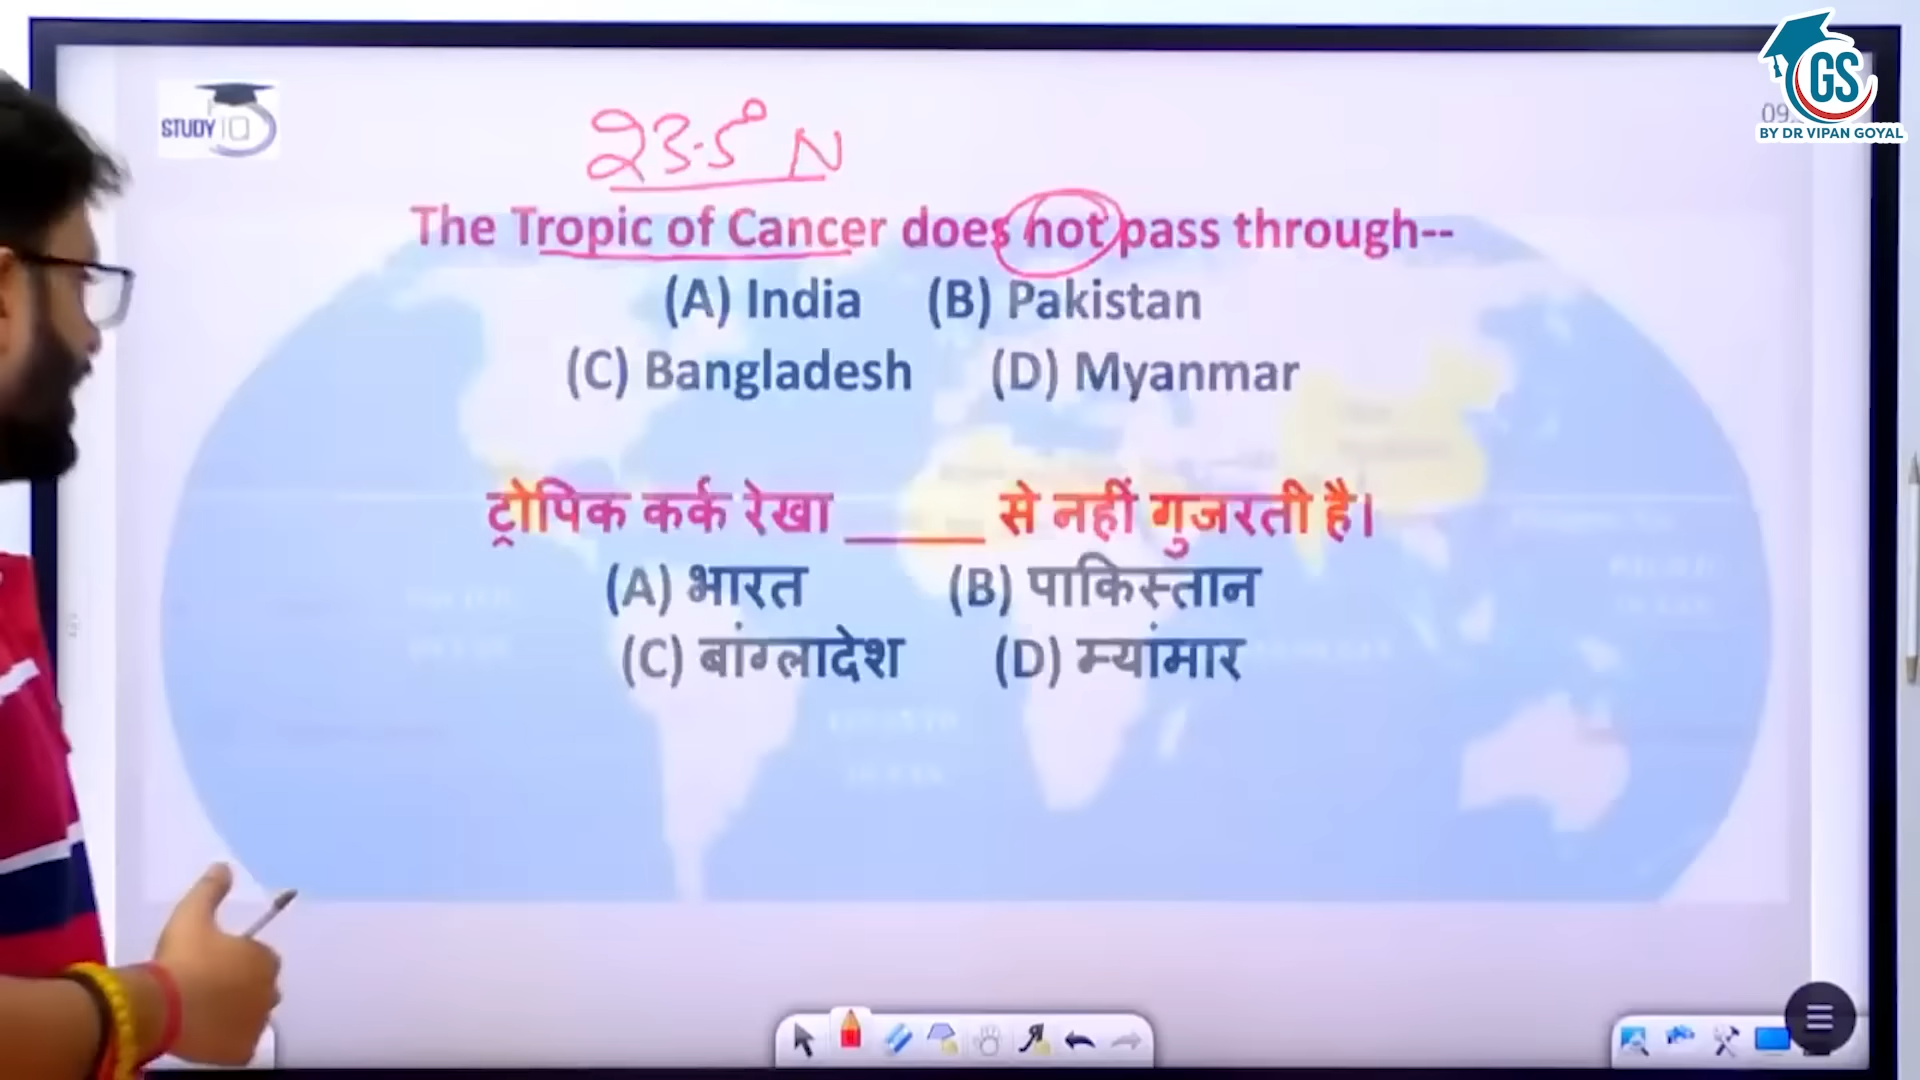 GS
BY DR VIPAN GOYAL
STUDY IQ
09
23.5° N
The Tropic of Cancer does not pass through--
(A) India (B) Pakistan
(C) Bangladesh (D) Myanmar
ट्रोपिक कर्क रेखा _____ से नहीं गुजरती है।
(A) भारत (B) पाकिस्तान
(C) बांग्लादेश (D) म्यांमार